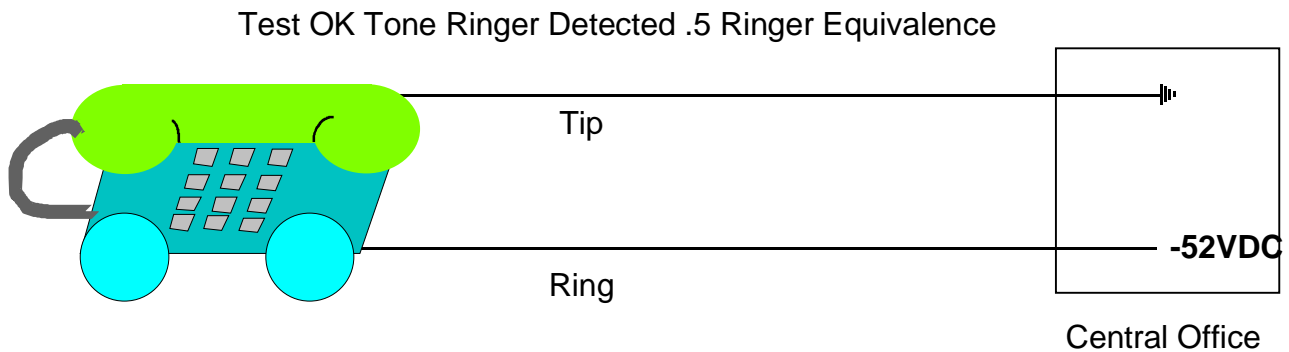 Test OK Tone Ringer Detected .5 Ringer Equivalence
Tip
-52VDC
Ring
Central Office